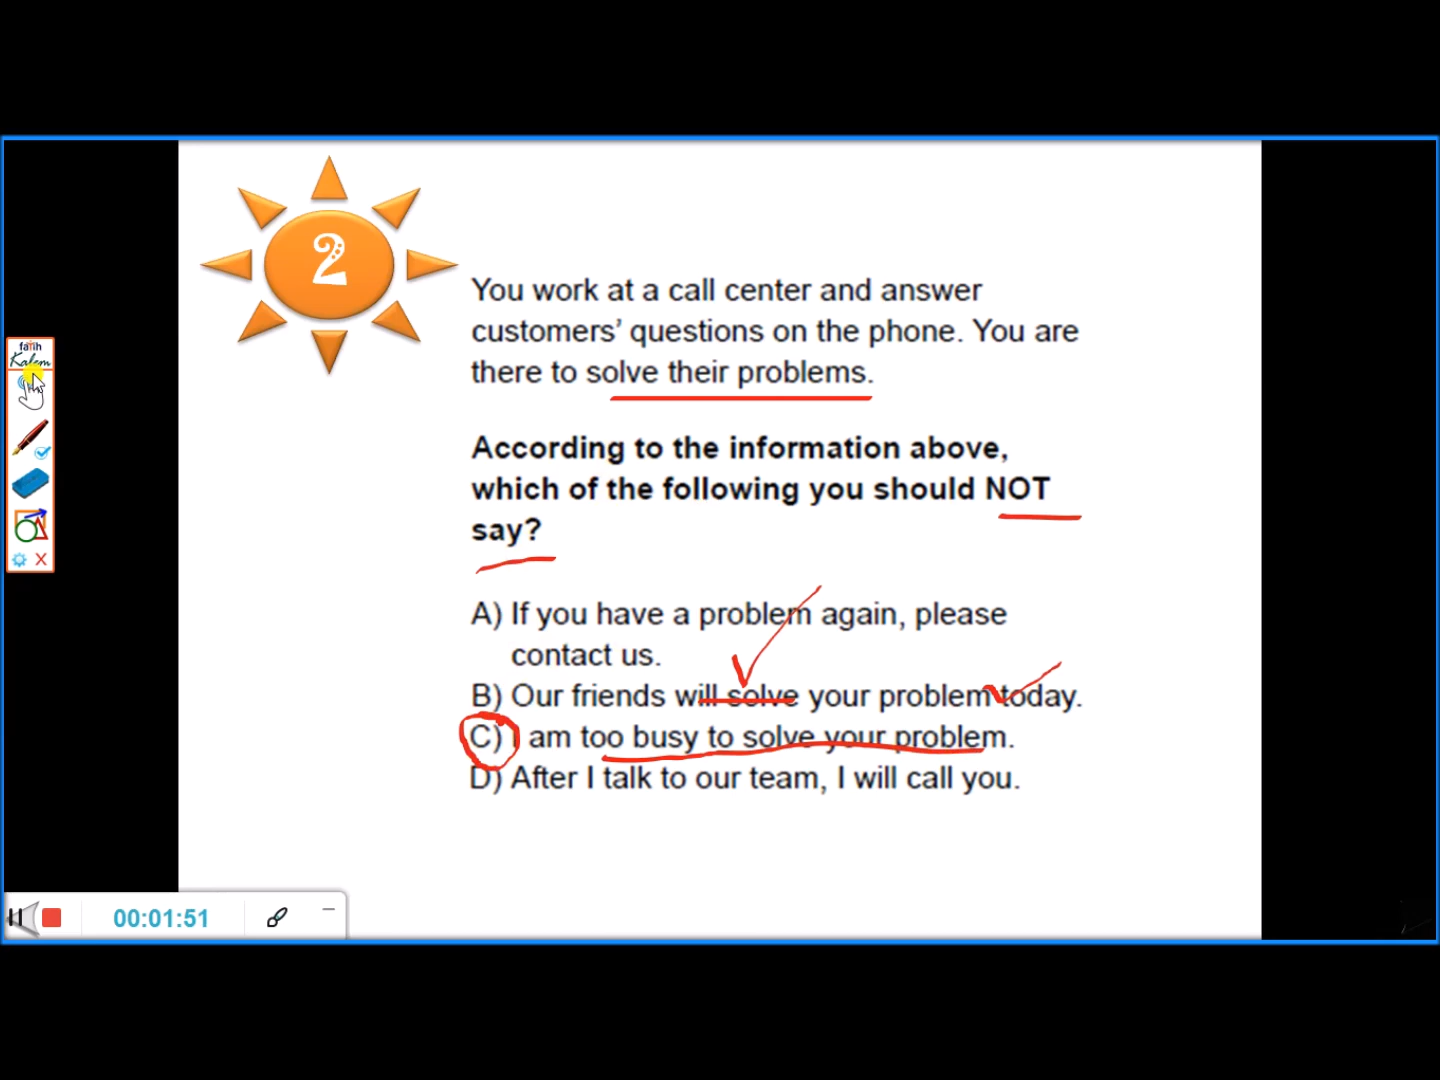 2
You work at a call center and answer
customers’ questions on the phone. You are
there to solve their problems.
According to the information above,
which of the following you should NOT
say?
A) If you have a problem again, please
contact us.
B) Our friends will solve your problem today.
C) I am too busy to solve your problem.
D) After I talk to our team, I will call you.
fatih
Kalem
00:01:51